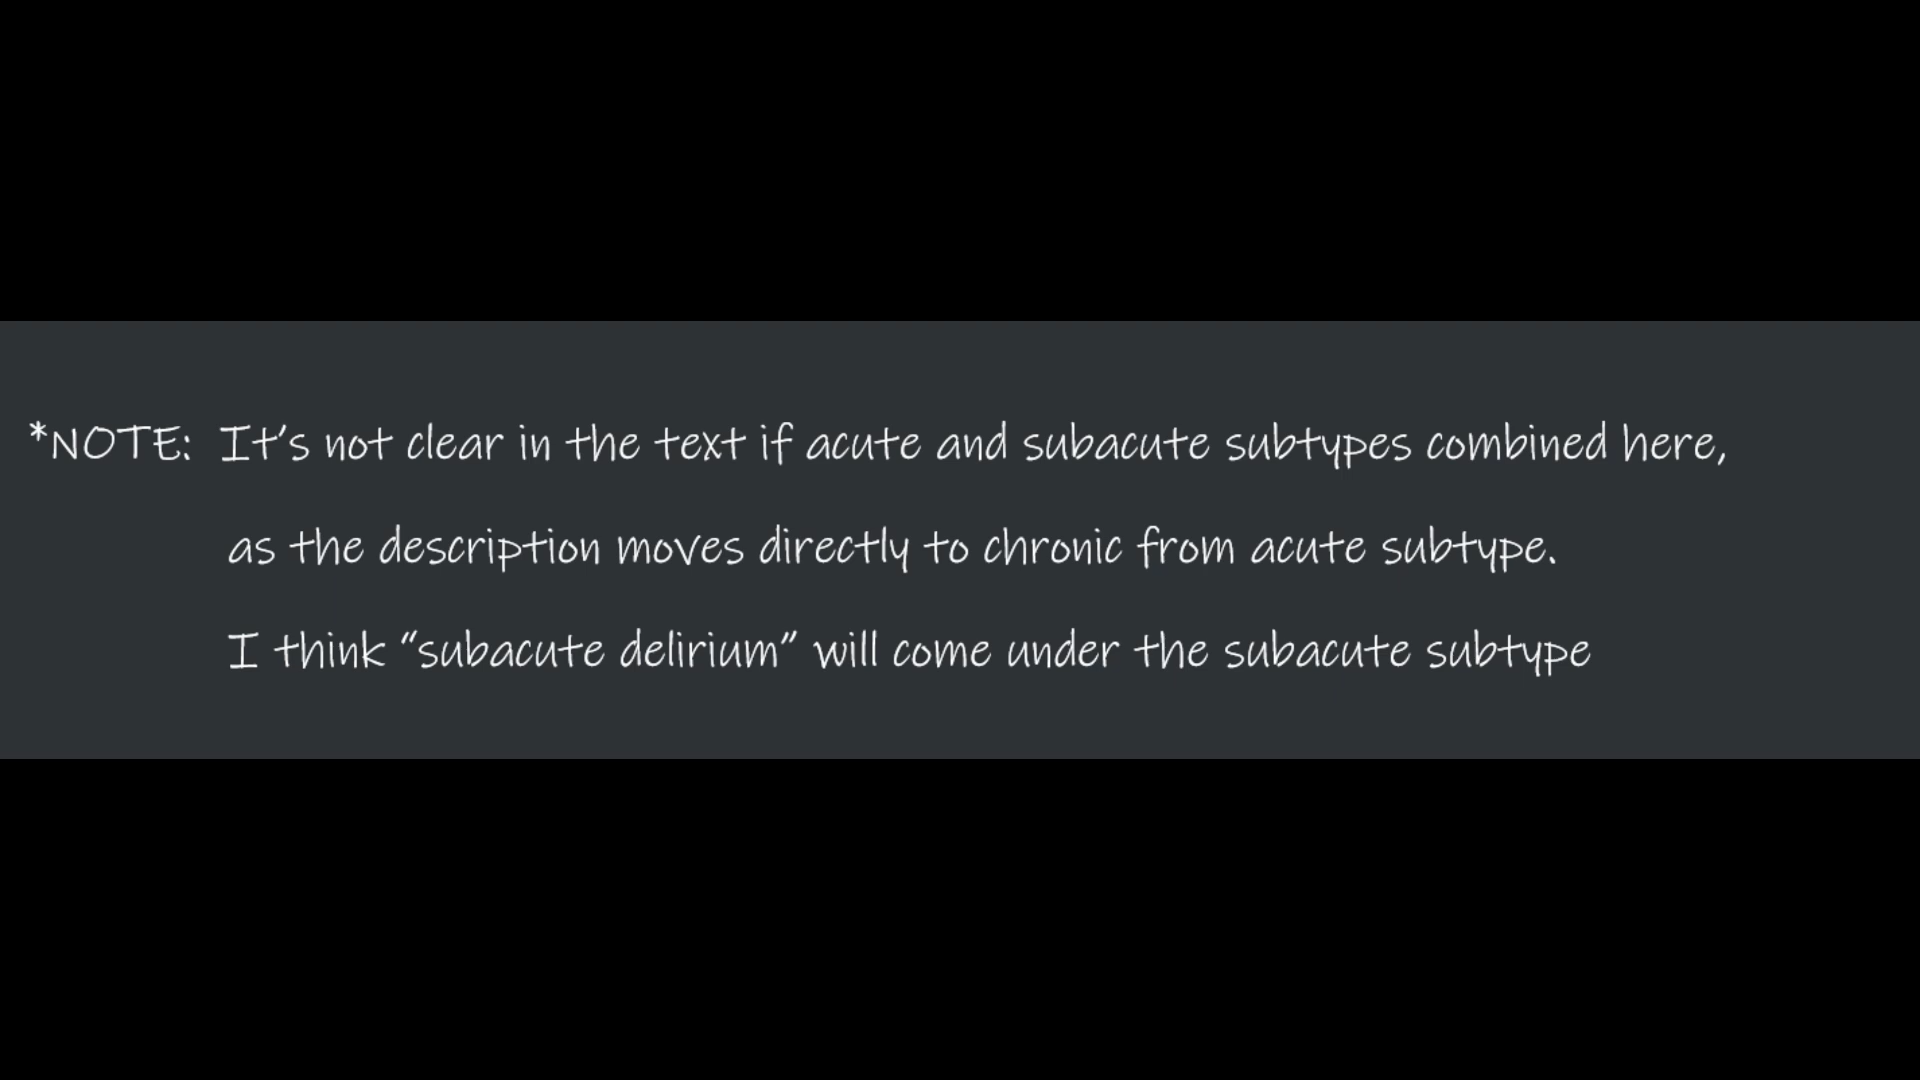 *NOTE: It's not clear in the text if acute and subacute subtypes combined here,
as the description moves directly to chronic from acute subtype.
I think “subacute delirium” will come under the subacute subtype